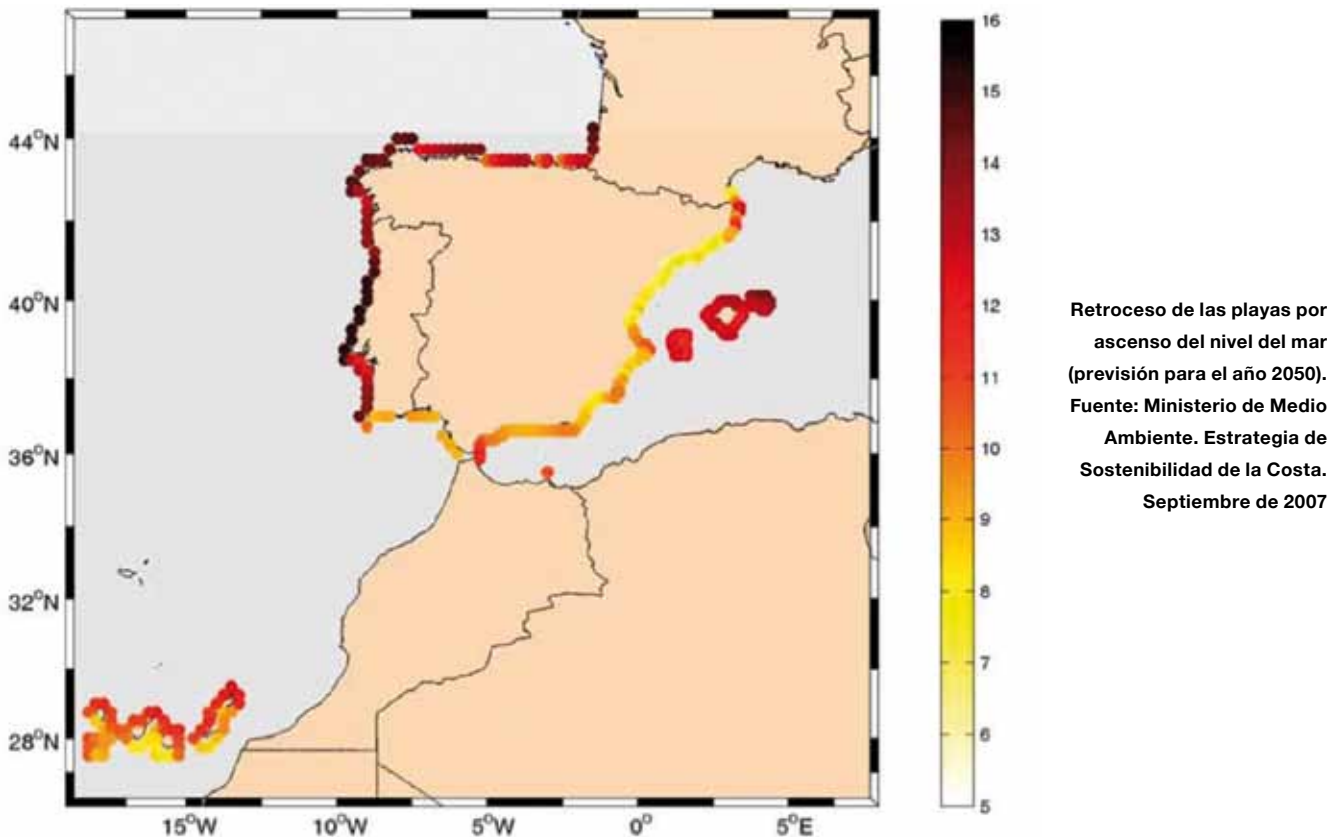 44°N
40°N
36°N
32°N
28°N
15°W
10°W
5°W
0°
5°E
16
15
14
13
12
11
10
9
8
7
6
5
Retroceso de las playas por
ascenso del nivel del mar
(previsión para el año 2050).
Fuente: Ministerio de Medio
Ambiente. Estrategia de
Sostenibilidad de la Costa.
Septiembre de 2007